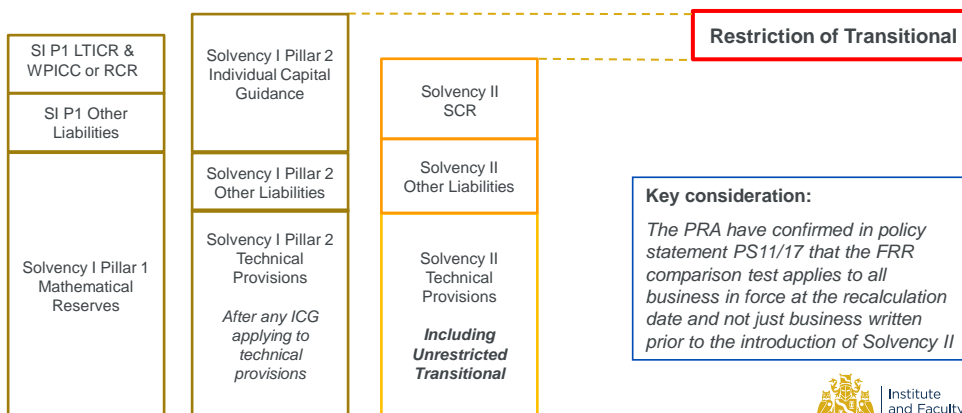 SI P1 LTICR &
WPICC or RCR
SI P1 Other
Liabilities
Solvency I Pillar 1
Mathematical
Reserves
Solvency I Pillar 2
Individual Capital
Guidance
Solvency I Pillar 2
Other Liabilities
Solvency I Pillar 2
Technical
Provisions
After any ICG
applying to
technical
provisions
Solvency II
SCR
Solvency II
Other Liabilities
Solvency II
Technical
Provisions
Including
Unrestricted
Transitional
Restriction of Transitional
Key consideration:
The PRA have confirmed in policy
statement PS11/17 that the FRR
comparison test applies to all
business in force at the recalculation
date and not just business written
prior to the introduction of Solvency II
Institute
and Faculty